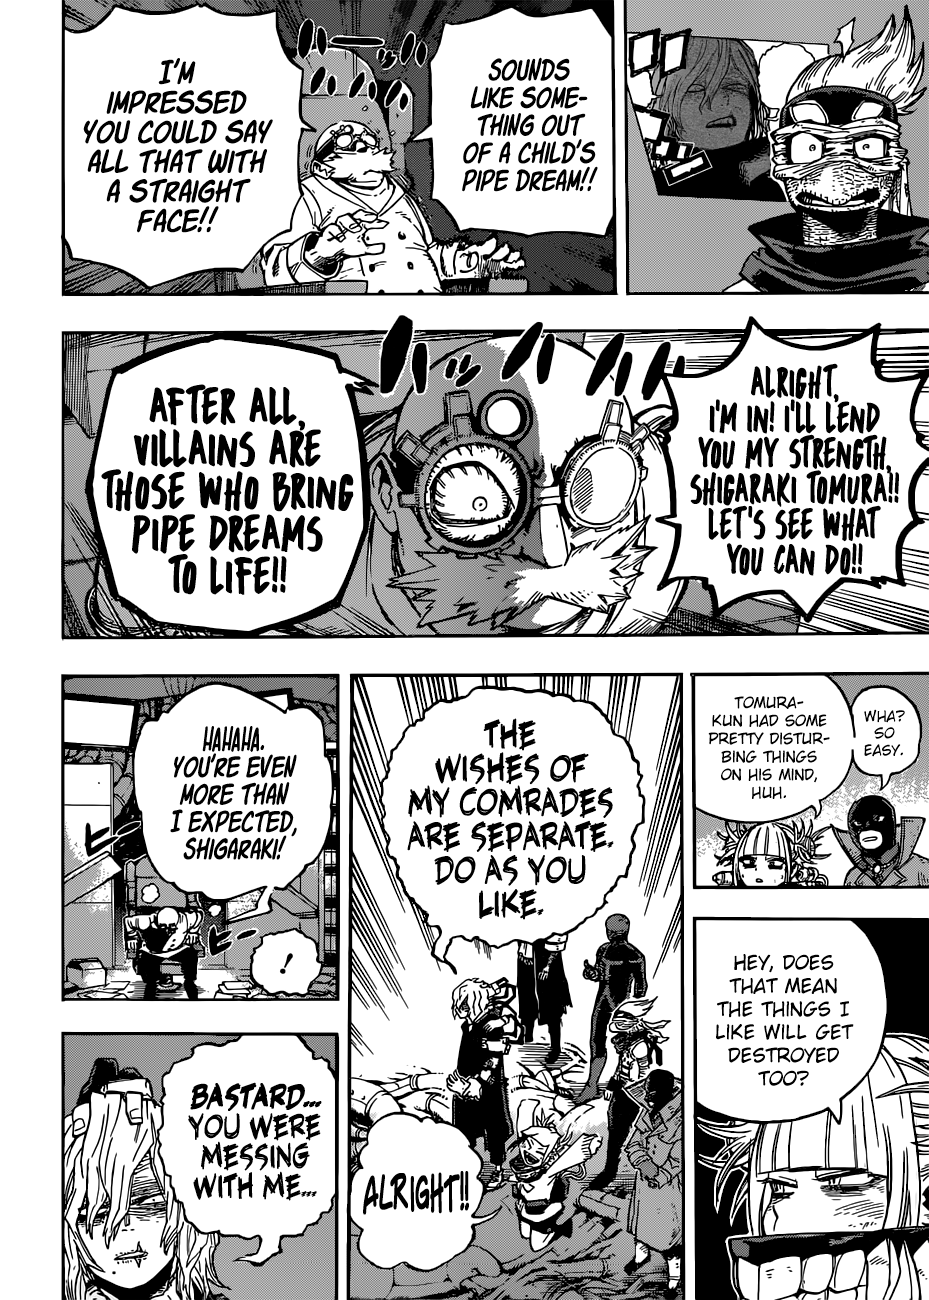 SOUNDS
LIKE SOME-
THING OUT
OF A CHILD'S
PIPE DREAM!!
I'M
IMPRESSED
YOU COULD SAY
ALL THAT WITH
A STRAIGHT
FACE!!
ALRIGHT,
I'M IN! I'LL LEND
YOU MY STRENGTH,
SHIGARAKI TOMURA!!
LET'S SEE WHAT
YOU CAN DO!!
AFTER ALL,
VILLAINS ARE
THOSE WHO BRING
PIPE DREAMS
TO LIFE!!
WHA?
SO
EASY.
TOMURA-
KUN HAD SOME
PRETTY DISTUR-
BING THINGS
ON HIS MIND,
HUH.
HEY, DOES
THAT MEAN
THE THINGS I
LIKE WILL GET
DESTROYED
TOO?
THE
WISHES OF
MY COMRADES
ARE SEPARATE.
DO AS YOU
LIKE.
ALRIGHT!!
HAHAHA.
YOU'RE EVEN
MORE THAN
I EXPECTED,
SHIGARAKI!
!
BASTARD...
YOU WERE
MESSING
WITH ME...